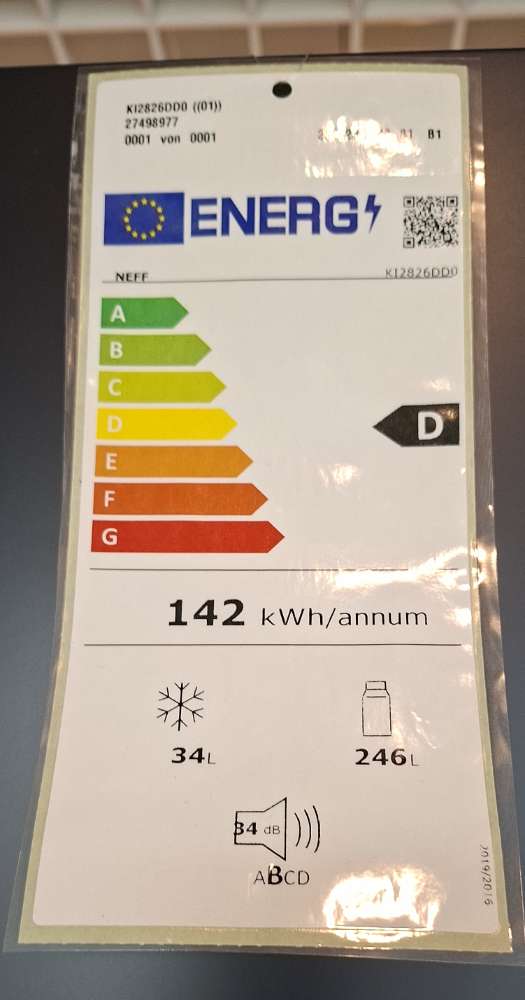 KI2826DD0 ((01))
27498977
0001 von 0001
B1
ENERG
NEFF
KI2826DD0
A
B
C
D
D
E
F
G
142 kWh/annum
34L
246L
34 dB
ABCD
2019/2016